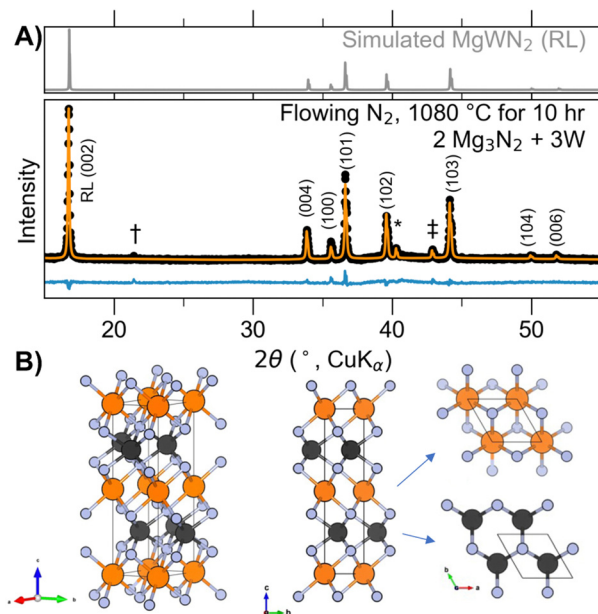 A)
Simulated MgWN₂ (RL)
Flowing N₂, 1080 °C for 10 hr
2 Mg₃N₂ + 3W
Intensity
RL (002)
†
(004)
(100)
(101)
(102)
*
‡
(103)
(104)
(006)
20 30 40 50
2θ (°, CuKα)
B)
c
a
b
c
b
b
a